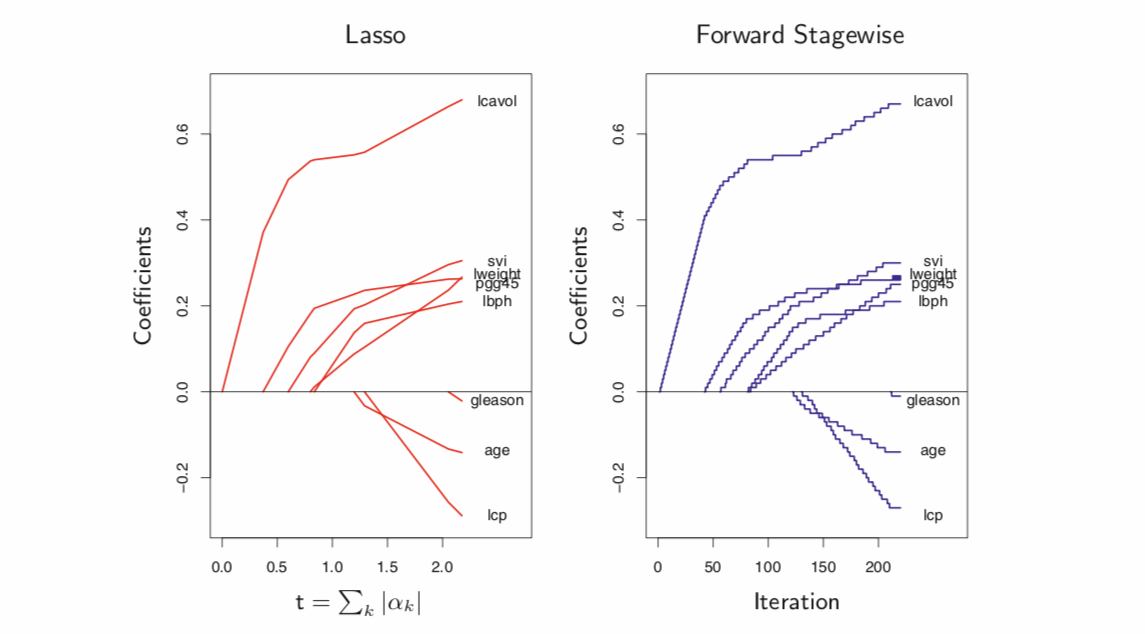 Lasso
Coefficients
0.6
0.4
0.2
0.0
−0.2
lcavol
svi
lweight
pgg45
lbph
gleason
age
lcp
0.0 0.5 1.0 1.5 2.0
t = ∑k |αk|
Forward Stagewise
Coefficients
0.6
0.4
0.2
0.0
−0.2
lcavol
svi
lweight
pgg45
lbph
gleason
age
lcp
0 50 100 150 200
Iteration